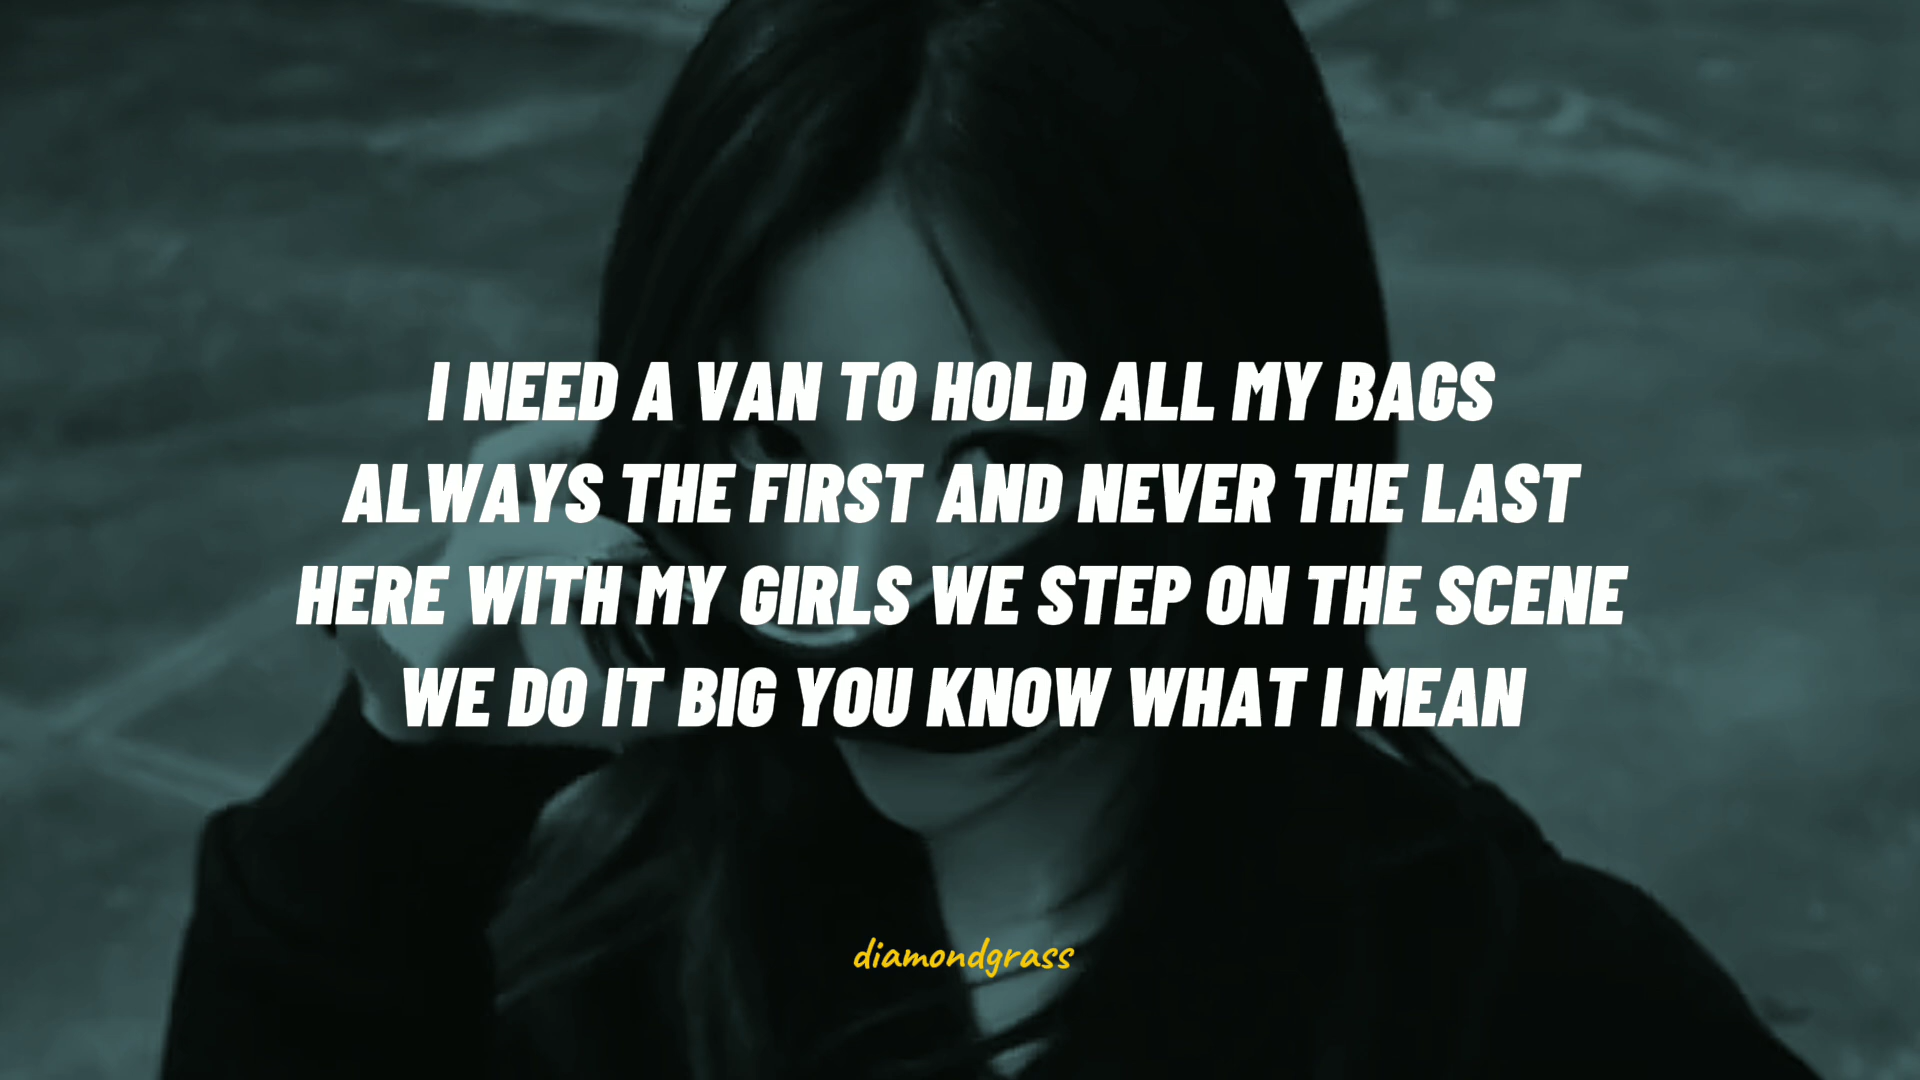 I NEED A VAN TO HOLD ALL MY BAGS
ALWAYS THE FIRST AND NEVER THE LAST
HERE WITH MY GIRLS WE STEP ON THE SCENE
WE DO IT BIG YOU KNOW WHAT I MEAN
diamondgrass